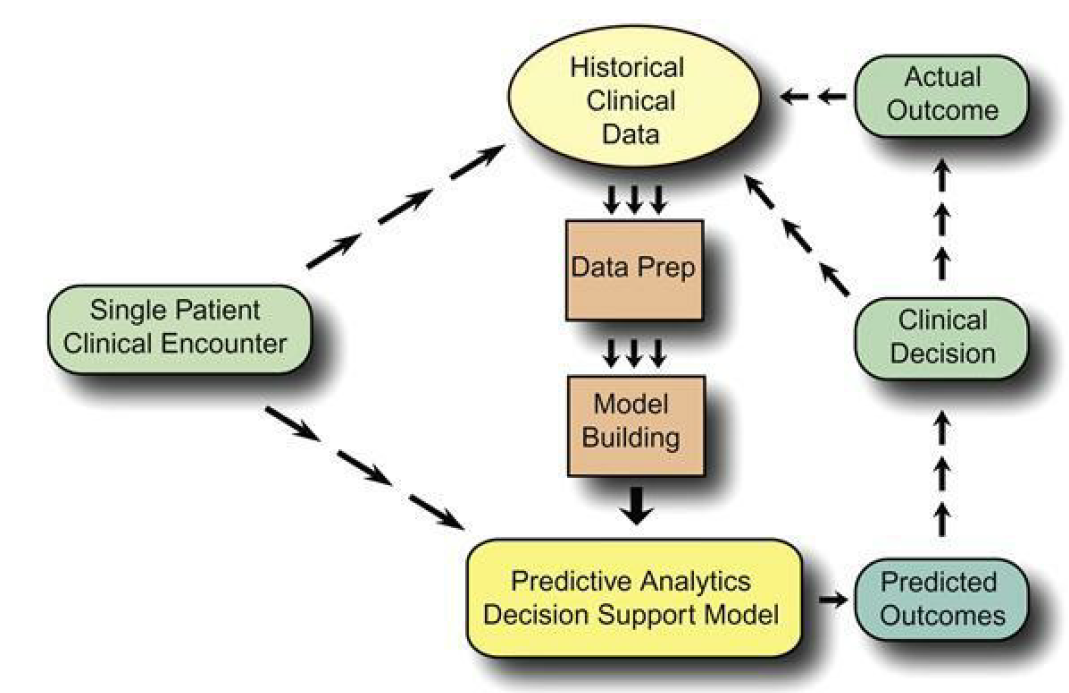 Historical
Clinical
Data
Actual
Outcome
Data Prep
Single Patient
Clinical Encounter
Clinical
Decision
Model
Building
Predictive Analytics
Decision Support Model
Predicted
Outcomes